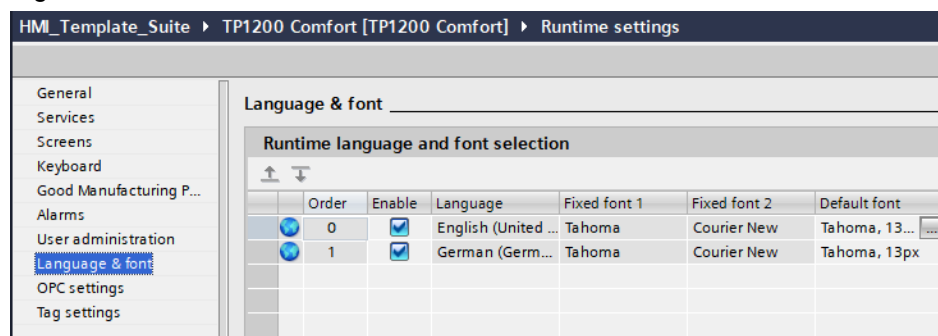 HMI_Template_Suite ▸ TP1200 Comfort [TP1200 Comfort] ▸ Runtime settings
General
Services
Screens
Keyboard
Good Manufacturing P...
Alarms
User administration
Language & font
OPC settings
Tag settings
Language & font
Runtime language and font selection
Order Enable Language Fixed font 1 Fixed font 2 Default font
0 English (United ... Tahoma Courier New Tahoma, 13... ...
1 German (Germ... Tahoma Courier New Tahoma, 13px